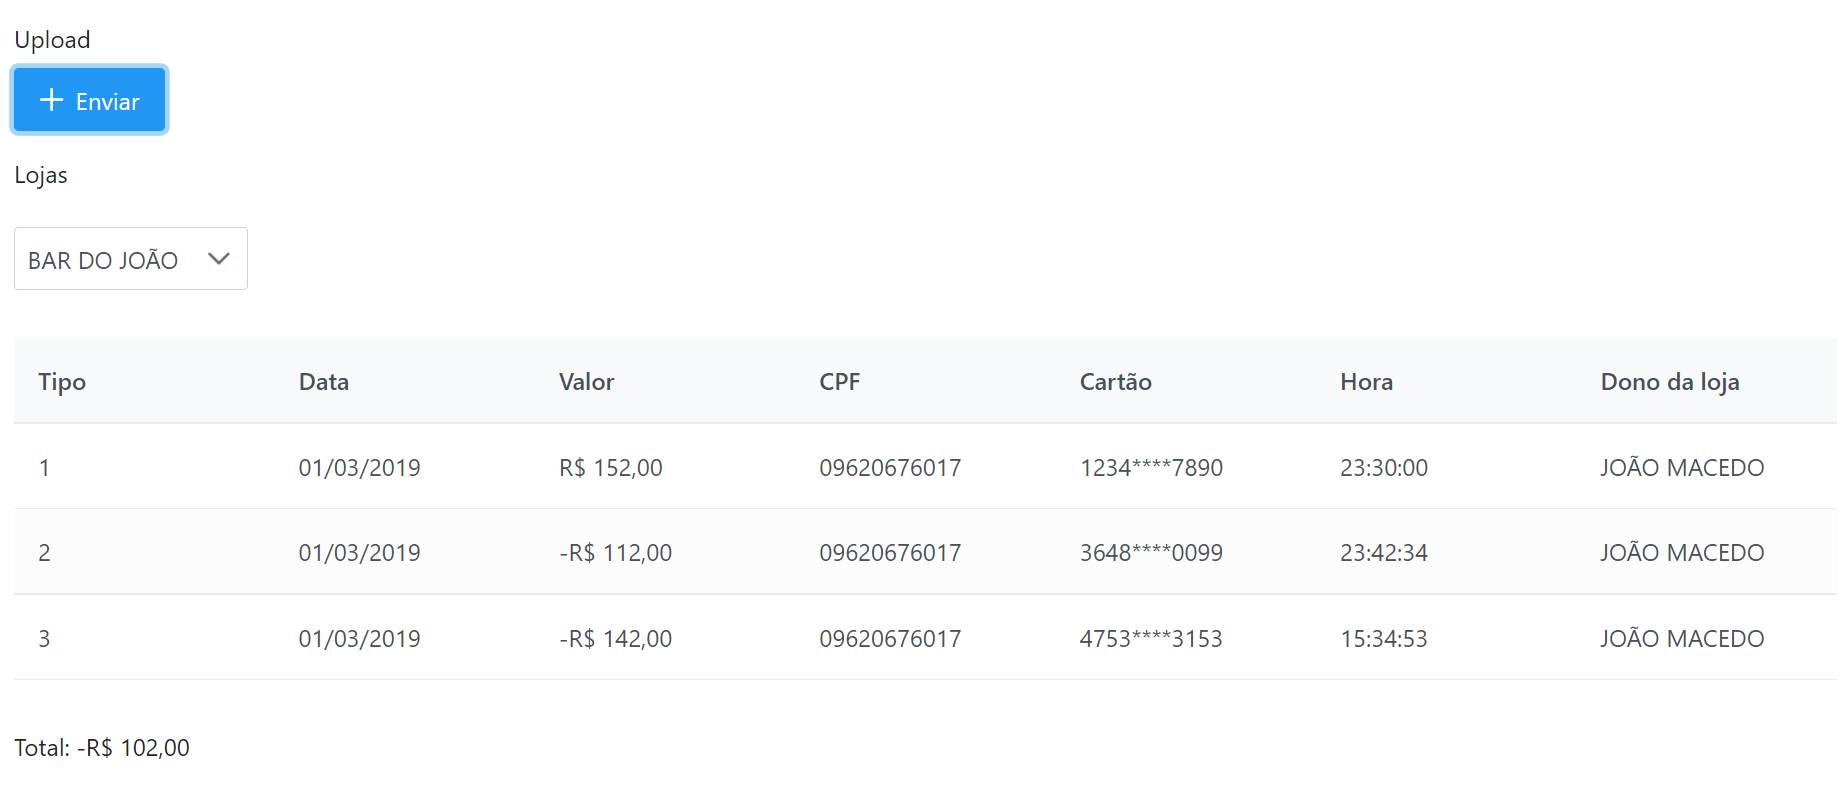 Upload
Enviar
Lojas
BAR DO JOÃO
Tipo Data Valor CPF Cartão Hora Dono da loja
1 01/03/2019 R$ 152,00 09620676017 1234****7890 23:30:00 JOÃO MACEDO
2 01/03/2019 -R$ 112,00 09620676017 3648****0099 23:42:34 JOÃO MACEDO
3 01/03/2019 -R$ 142,00 09620676017 4753****3153 15:34:53 JOÃO MACEDO
Total: -R$ 102,00